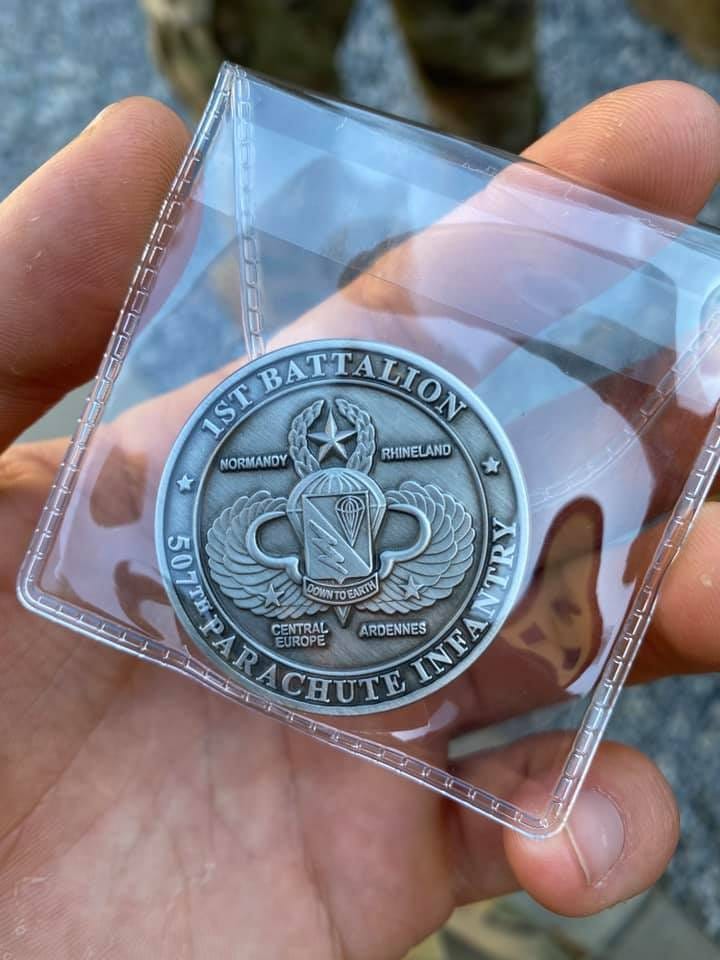 1ST BATTALION
NORMANDY
RHINELAND
DOWN TO EARTH
CENTRAL
EUROPE
ARDENNES
507TH PARACHUTE INFANTRY